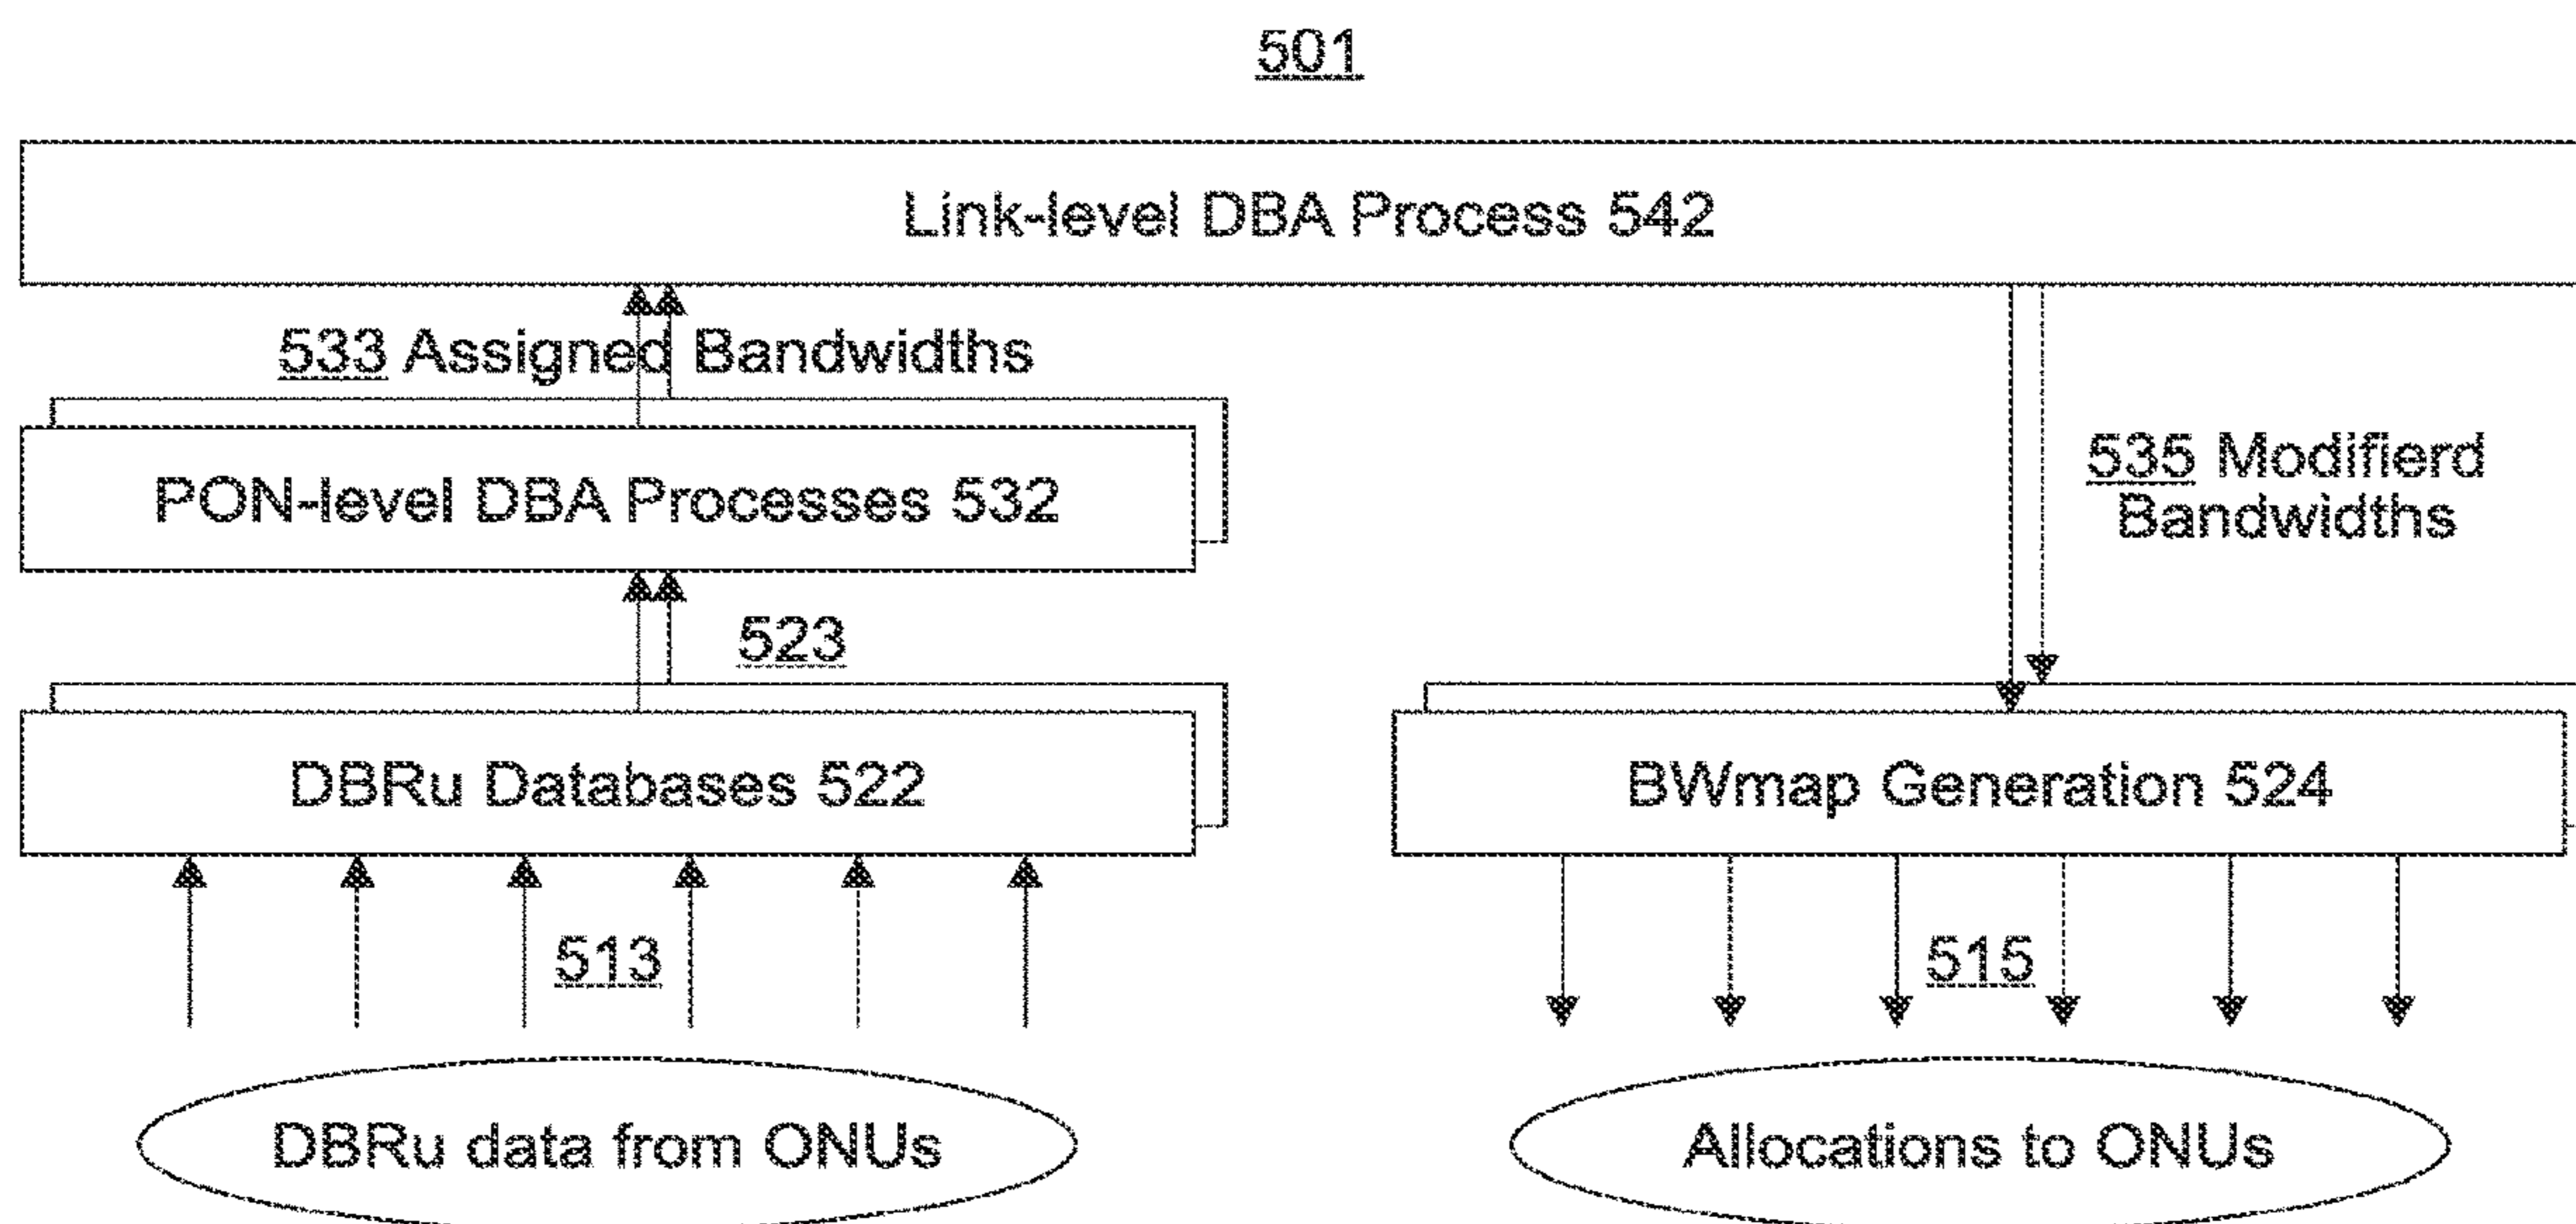 501
Link-level DBA Process 542
533 Assigned Bandwidths
PON-level DBA Processes 532
535 Modifierd
Bandwidths
523
DBRu Databases 522
BWmap Generation 524
513
515
DBRu data from ONUs
Allocations to ONUs